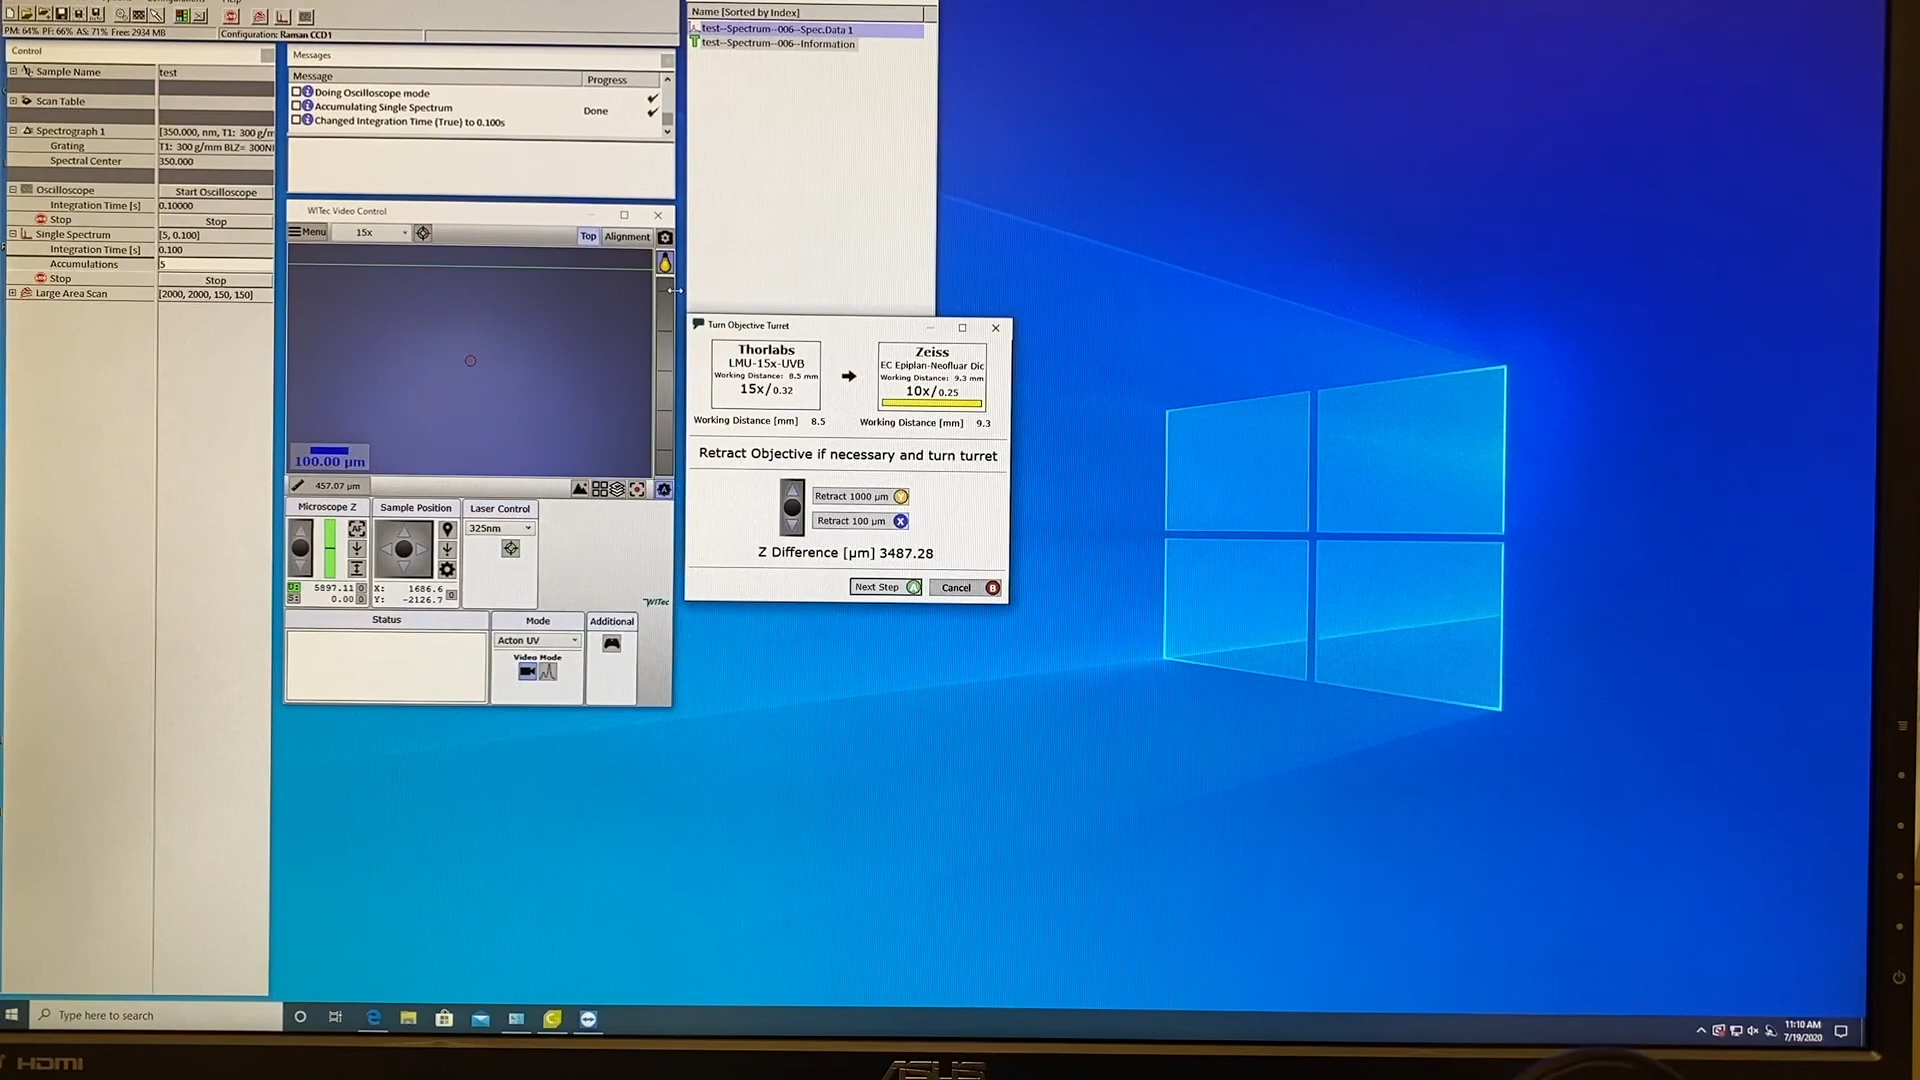 PM: 64% PF: 66% AS: 71% Free: 2934 MB
Configuration: Raman CCD1
Control
Sample Name test
Scan Table
Spectrograph 1 [350.000, nm, T1: 300 g/m
Grating T1: 300 g/mm BLZ= 300NI
Spectral Center 350.000
Oscilloscope Start Oscilloscope
Integration Time [s] 0.10000
Stop Stop
Single Spectrum [5, 0.100]
Integration Time [s] 0.100
Accumulations 5
Stop Stop
Large Area Scan [2000, 2000, 150, 150]
Messages
Message Progress
Doing Oscilloscope mode
Accumulating Single Spectrum Done
Changed Integration Time (True) to 0.100s
WITec Video Control
Menu 15x Top Alignment
100.00 µm
457.07 µm
Microscope Z Sample Position Laser Control
325nm
5897.11 0 X: 1686.6
S: 0.00 0 Y: -2126.7 0
WITec
Status Mode Additional
Acton UV
Video Mode
Name [Sorted by Index]
test--Spectrum--006--Spec.Data 1
test--Spectrum--006--Information
Turn Objective Turret
Thorlabs
LMU-15x-UVB
Working Distance: 8.5 mm
15x/0.32
Working Distance [mm] 8.5
Zeiss
EC Epiplan-Neofluar Dic
Working Distance: 9.3 mm
10x/0.25
Working Distance [mm] 9.3
Retract Objective if necessary and turn turret
Retract 1000 µm Y
Retract 100 µm X
Z Difference [µm] 3487.28
Next Step A Cancel B
Type here to search
11:10 AM
7/19/2020
HDMI
ASUS